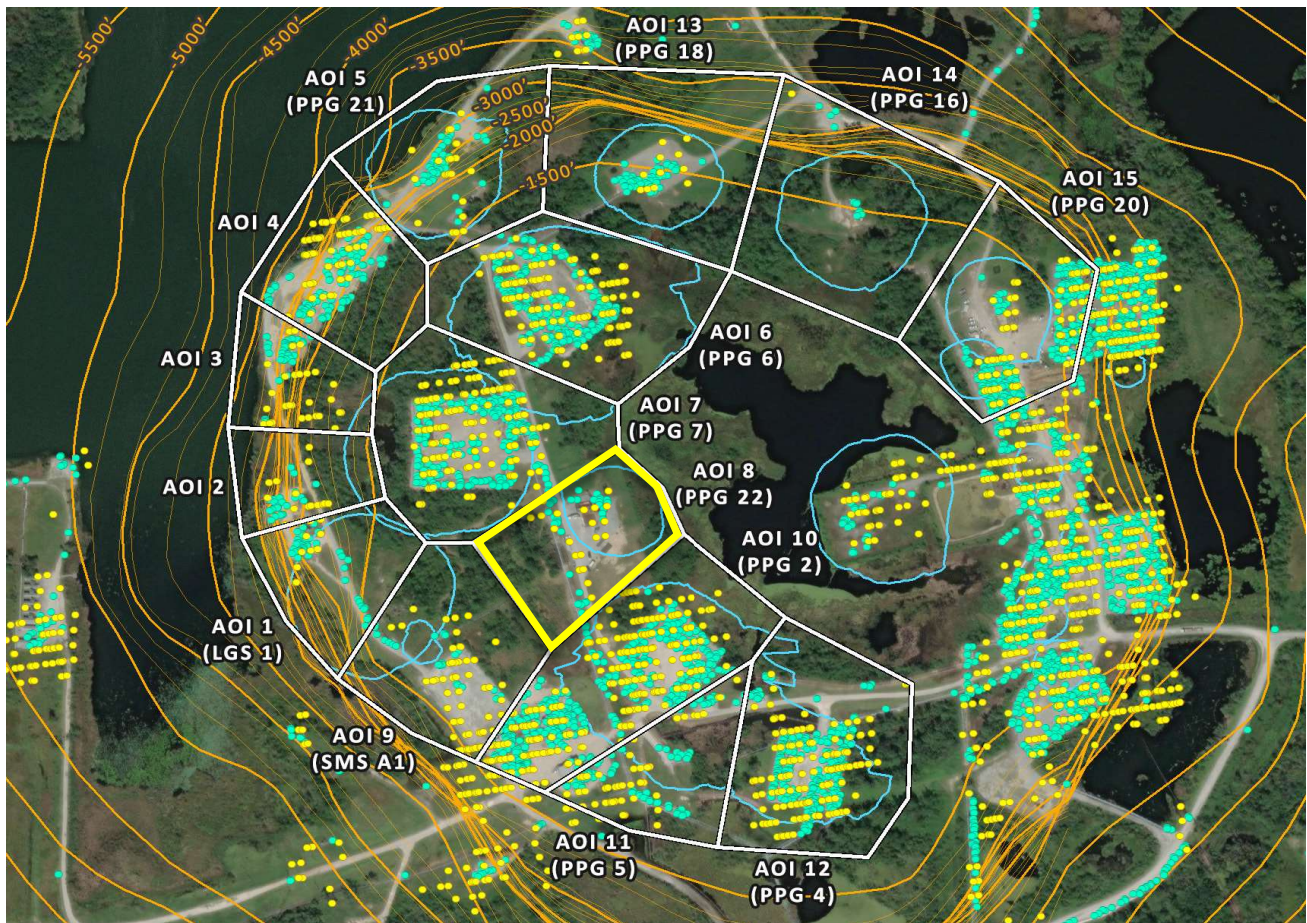 -5500'
-5000'
-4500'
-4000'
-3500'
-3000'
-2500'
-2000'
-1500'
AOI 13
(PPG 18)
AOI 5
(PPG 21)
AOI 14
(PPG 16)
AOI 15
(PPG 20)
AOI 4
AOI 3
AOI 6
(PPG 6)
AOI 7
(PPG 7)
AOI 8
(PPG 22)
AOI 2
AOI 10
(PPG 2)
AOI 1
(LGS 1)
AOI 9
(SMS A1)
AOI 11
(PPG 5)
AOI 12
(PPG 4)